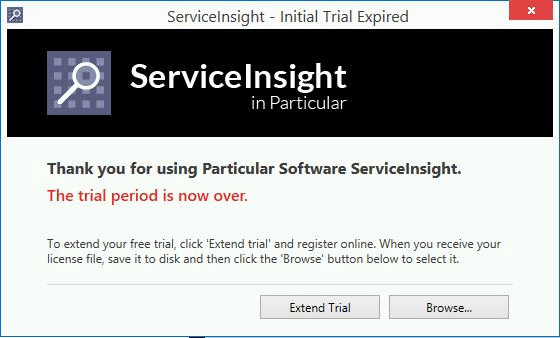 ServiceInsight - Initial Trial Expired
ServiceInsight
in Particular
Thank you for using Particular Software ServiceInsight.
The trial period is now over.
To extend your free trial, click 'Extend trial' and register online. When you receive your
license file, save it to disk and then click the 'Browse' button below to select it.
Extend Trial
Browse...